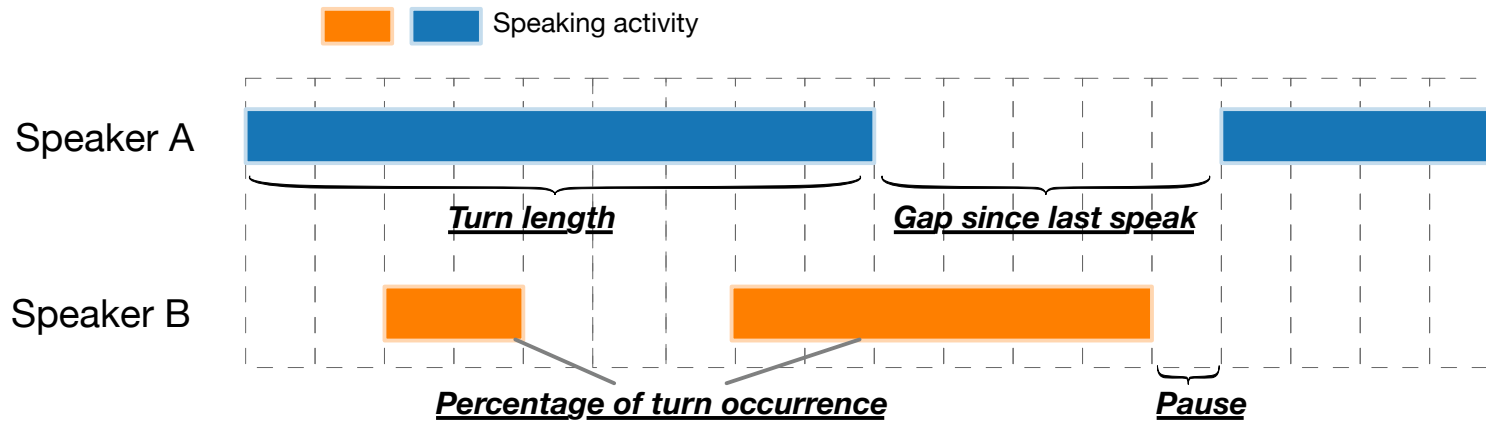 Speaking activity
Speaker A
Turn length
Gap since last speak
Speaker B
Percentage of turn occurrence
Pause